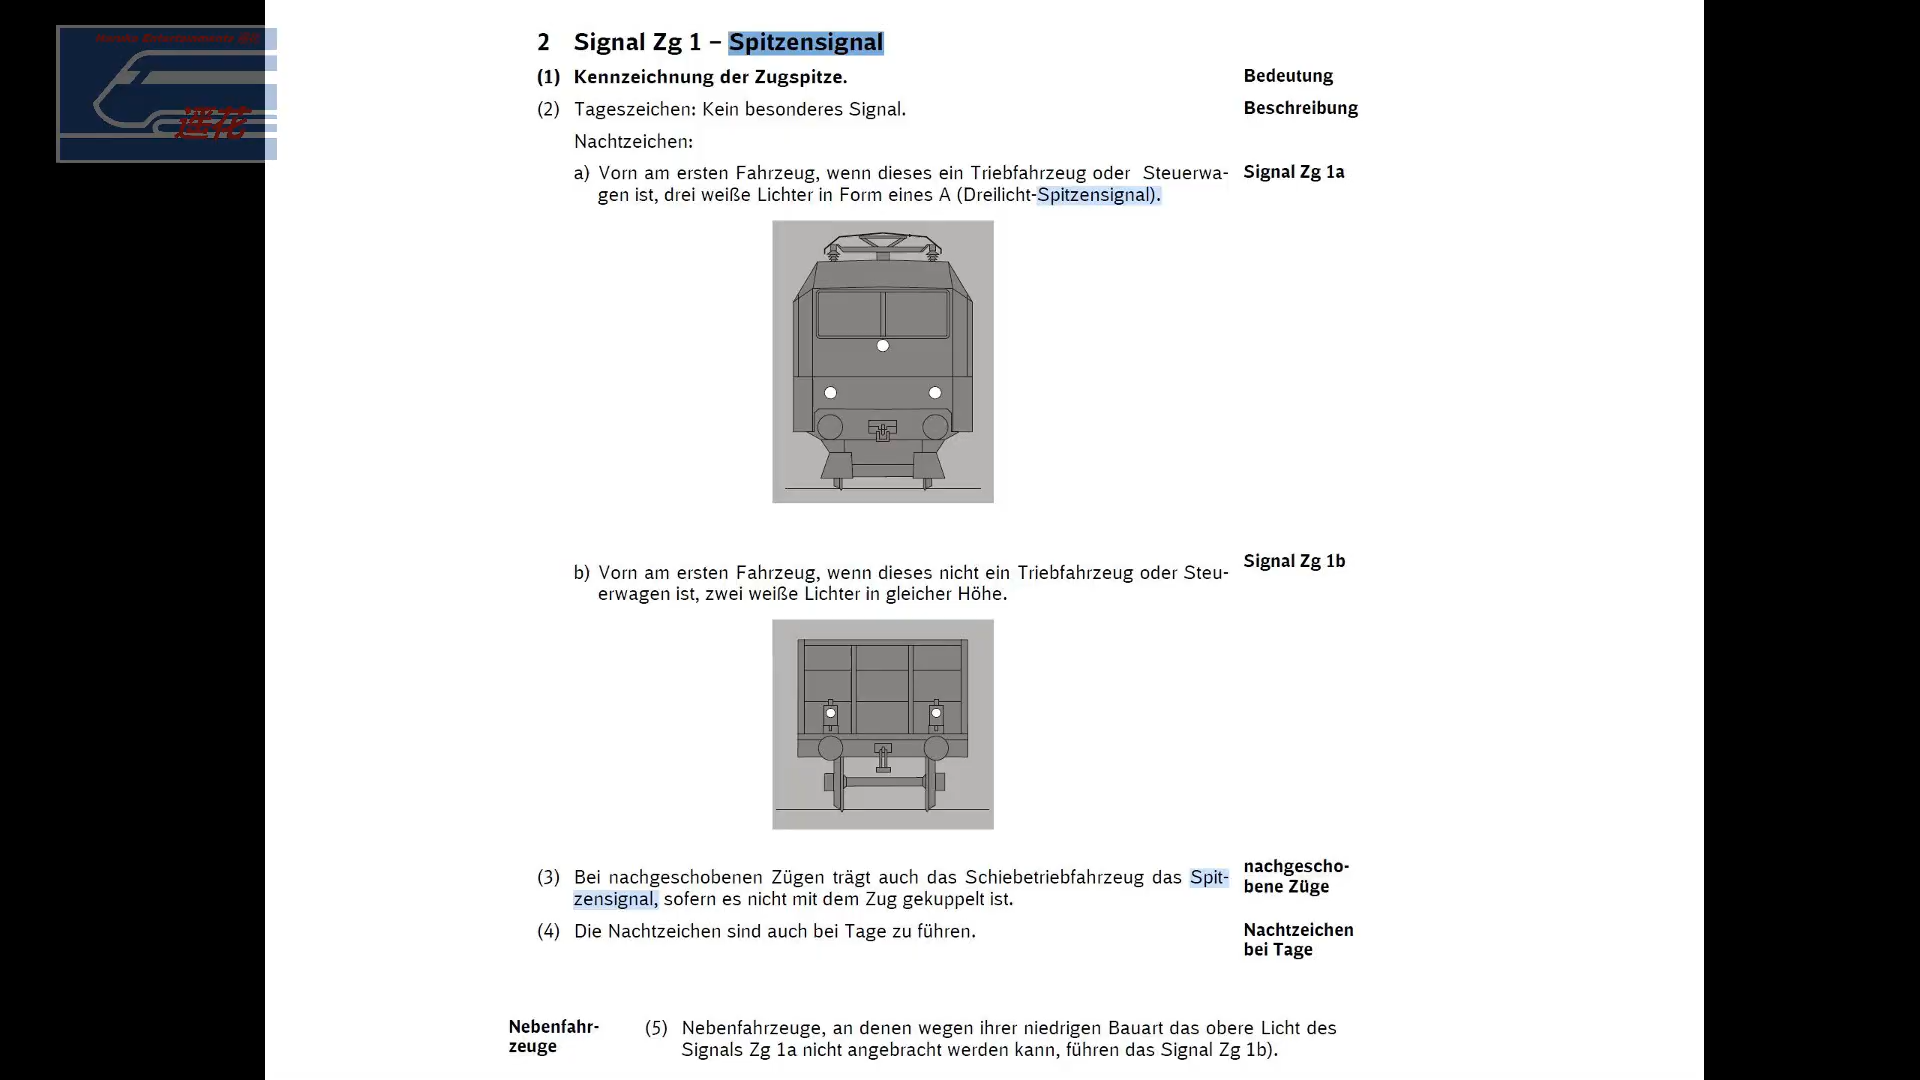 2 Signal Zg 1 – Spitzensignal
(1) Kennzeichnung der Zugspitze.
Bedeutung
(2) Tageszeichen: Kein besonderes Signal.
Beschreibung
Nachtzeichen:
a) Vorn am ersten Fahrzeug, wenn dieses ein Triebfahrzeug oder Steuerwa-
Signal Zg 1a
gen ist, drei weiße Lichter in Form eines A (Dreilicht-Spitzensignal).
b) Vorn am ersten Fahrzeug, wenn dieses nicht ein Triebfahrzeug oder Steu-
Signal Zg 1b
erwagen ist, zwei weiße Lichter in gleicher Höhe.
(3) Bei nachgeschobenen Zügen trägt auch das Schiebetriebfahrzeug das Spit-
zensignal, sofern es nicht mit dem Zug gekuppelt ist.
nachgescho-
bene Züge
(4) Die Nachtzeichen sind auch bei Tage zu führen.
Nachtzeichen
bei Tage
Nebenfahr-
zeuge
(5) Nebenfahrzeuge, an denen wegen ihrer niedrigen Bauart das obere Licht des
Signals Zg 1a nicht angebracht werden kann, führen das Signal Zg 1b).